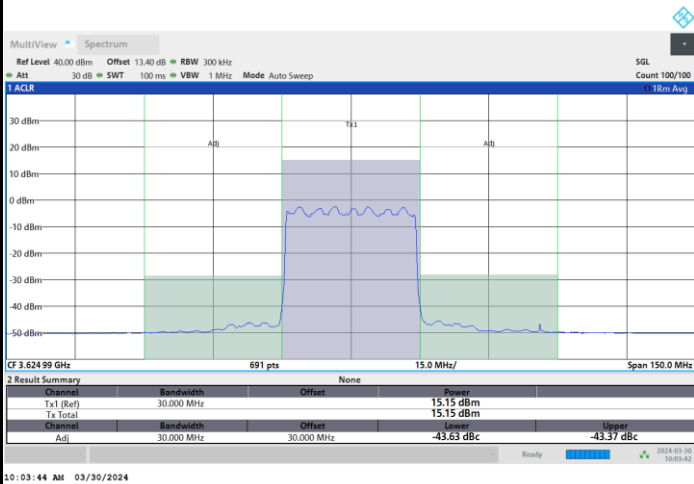 MultiView Spectrum
Ref Level 40.00 dBm Offset 13.40 dB RBW 300 kHz SGL
Att 30 dB SWT 100 ms VBW 1 MHz Mode Auto Sweep Count 100/100
1 ACLR 1Rm Avg
30 dBm
Tx1
20 dBm
Adj Adj
10 dBm
0 dBm
-10 dBm
-20 dBm
-30 dBm
-40 dBm
-50 dBm
CF 3.624 99 GHz 691 pts 15.0 MHz/ Span 150.0 MHz
2 Result Summary None
Channel Bandwidth Offset Power
Tx1 (Ref) 30.000 MHz 15.15 dBm
Tx Total 15.15 dBm
Channel Bandwidth Offset Lower Upper
Adj 30.000 MHz 30.000 MHz -43.63 dBc -43.37 dBc
Ready 2024-03-30
10:03:42
10:03:44 AM 03/30/2024